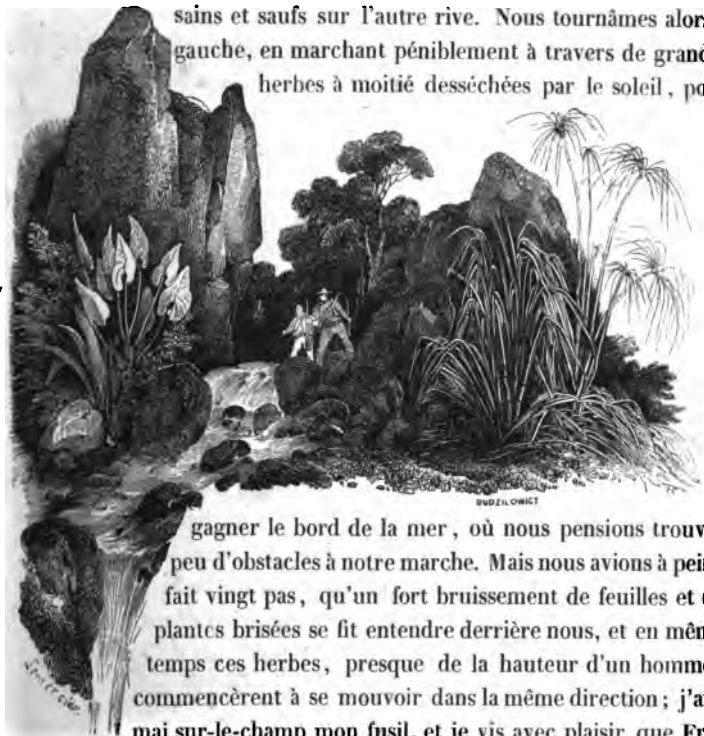 sains et saufs sur l'autre rive. Nous tournâmes alors
gauche, en marchant péniblement à travers de grand
herbes à moitié desséchées par le soleil, po
BUDZILOWICT
gagner le bord de la mer, où nous pensions trouv
peu d'obstacles à notre marche. Mais nous avions à pein
fait vingt pas, qu'un fort bruissement de feuilles et
plantes brisées se fit entendre derrière nous, et en mêm
temps ces herbes, presque de la hauteur d'un homme
commencèrent à se mouvoir dans la même direction; j'a
mai sur-le-champ mon fusil, et je vis avec plaisir que Fr